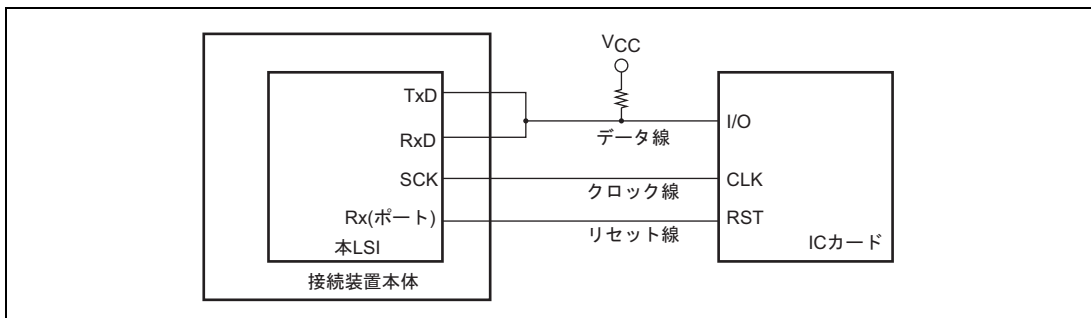 VCC
TxD
RxD
SCK
Rx(ポート)
本LSI
接続装置本体
データ線
クロック線
リセット線
I/O
CLK
RST
ICカード